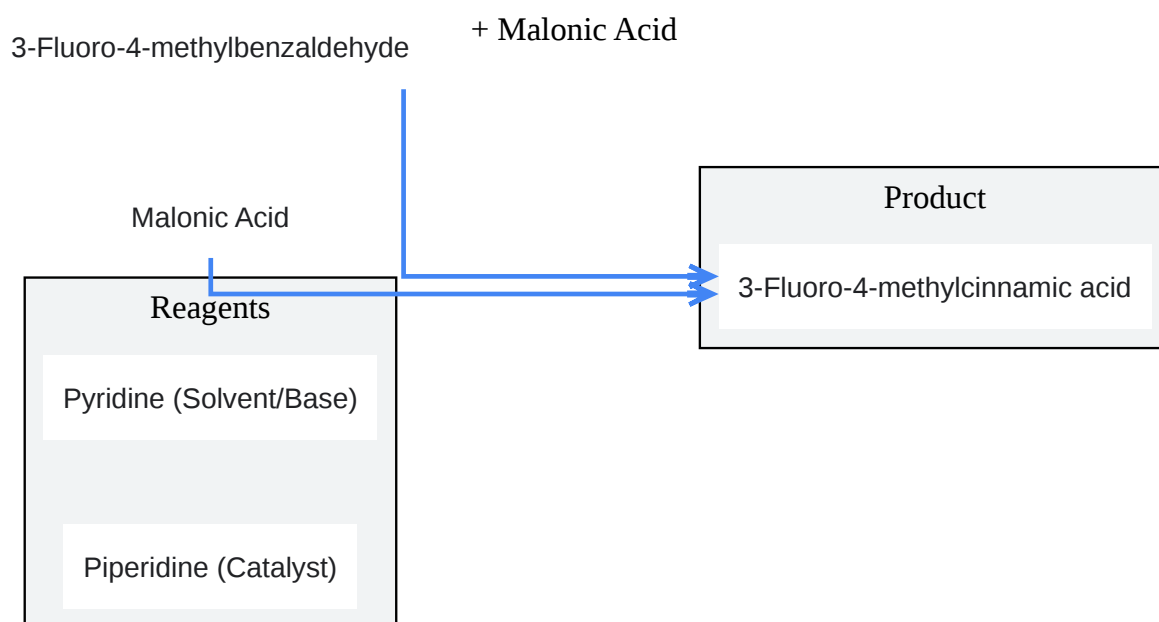 + Malonic Acid
3-Fluoro-4-methylbenzaldehyde
Product
Malonic Acid
3-Fluoro-4-methylcinnamic acid
Reagents
Pyridine (Solvent/Base)
Piperidine (Catalyst)